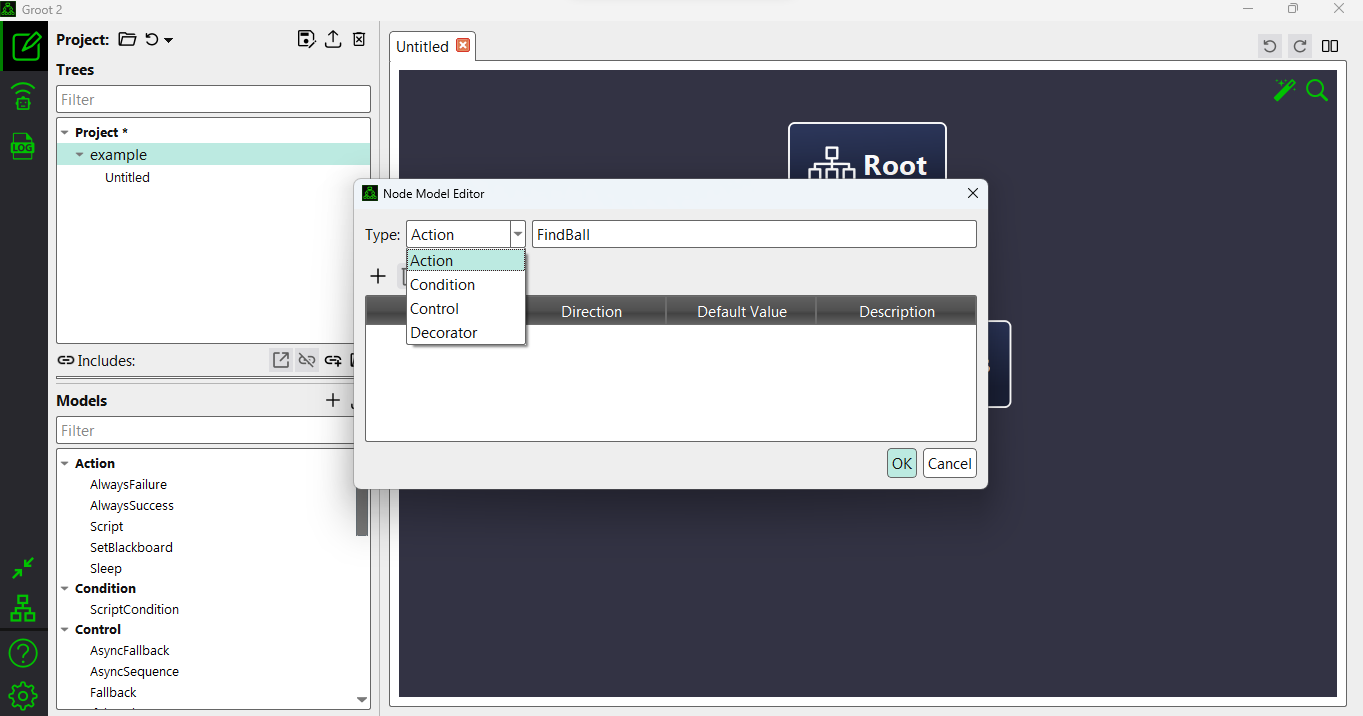 Groot 2
Project:
Trees
Filter
Project *
example
Untitled
Includes:
Models
Filter
Action
AlwaysFailure
AlwaysSuccess
Script
SetBlackboard
Sleep
Condition
ScriptCondition
Control
AsyncFallback
AsyncSequence
Fallback
LOG
Untitled
Root
Node Model Editor
Type: Action FindBall
Action
Condition
Control
Decorator
Direction Default Value Description
OK Cancel